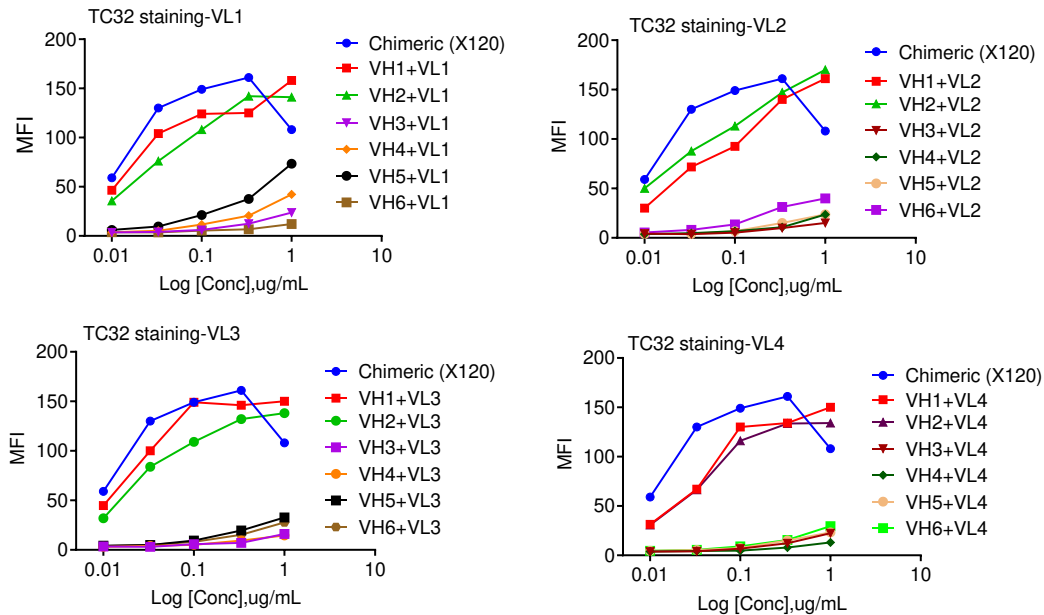 TC32 staining-VL1
200
150
100
50
0
MFI
0.01
0.1
1
10
Log [Conc],ug/mL
Chimeric (X120)
VH1+VL1
VH2+VL1
VH3+VL1
VH4+VL1
VH5+VL1
VH6+VL1
TC32 staining-VL2
200
150
100
50
0
MFI
0.01
0.1
1
10
Log [Conc],ug/mL
Chimeric (X120)
VH1+VL2
VH2+VL2
VH3+VL2
VH4+VL2
VH5+VL2
VH6+VL2
TC32 staining-VL3
200
150
100
50
0
MFI
0.01
0.1
1
10
Log [Conc],ug/mL
Chimeric (X120)
VH1+VL3
VH2+VL3
VH3+VL3
VH4+VL3
VH5+VL3
VH6+VL3
TC32 staining-VL4
200
150
100
50
0
MFI
0.01
0.1
1
10
Log [Conc],ug/mL
Chimeric (X120)
VH1+VL4
VH2+VL4
VH3+VL4
VH4+VL4
VH5+VL4
VH6+VL4